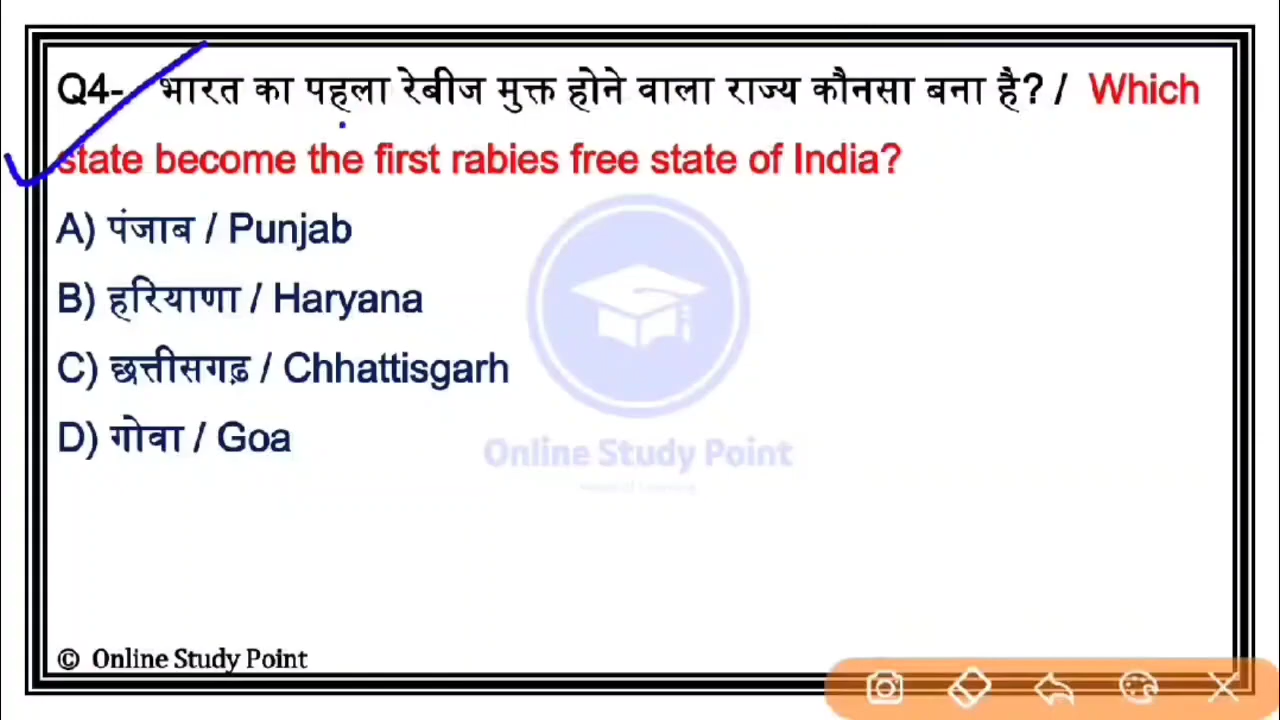 Q4- भारत का पहला रेबीज मुक्त होने वाला राज्य कौनसा बना है? / Which
state become the first rabies free state of India?
A) पंजाब / Punjab
B) हरियाणा / Haryana
C) छत्तीसगढ़ / Chhattisgarh
D) गोवा / Goa
Online Study Point
© Online Study Point